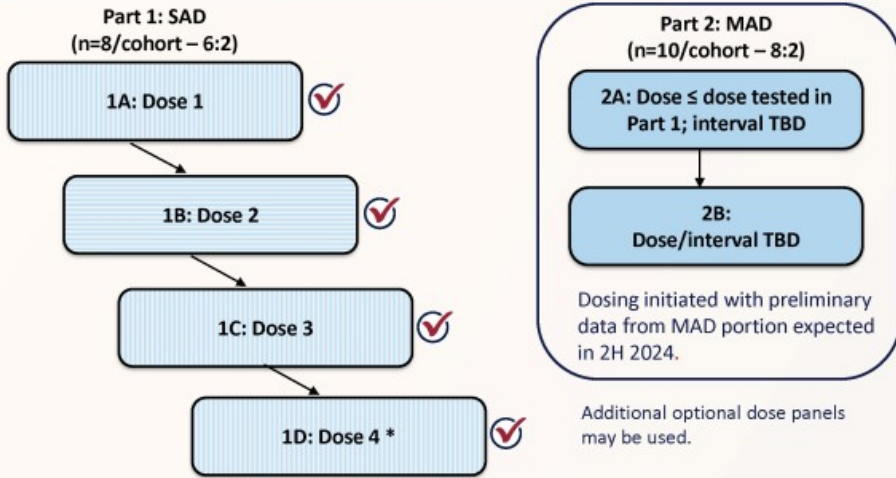 Part 1: SAD
(n=8/cohort – 6:2)
1A: Dose 1
1B: Dose 2
1C: Dose 3
1D: Dose 4 *
Part 2: MAD
(n=10/cohort – 8:2)
2A: Dose ≤ dose tested in
Part 1; interval TBD
2B:
Dose/interval TBD
Dosing initiated with preliminary
data from MAD portion expected
in 2H 2024.
Additional optional dose panels
may be used.